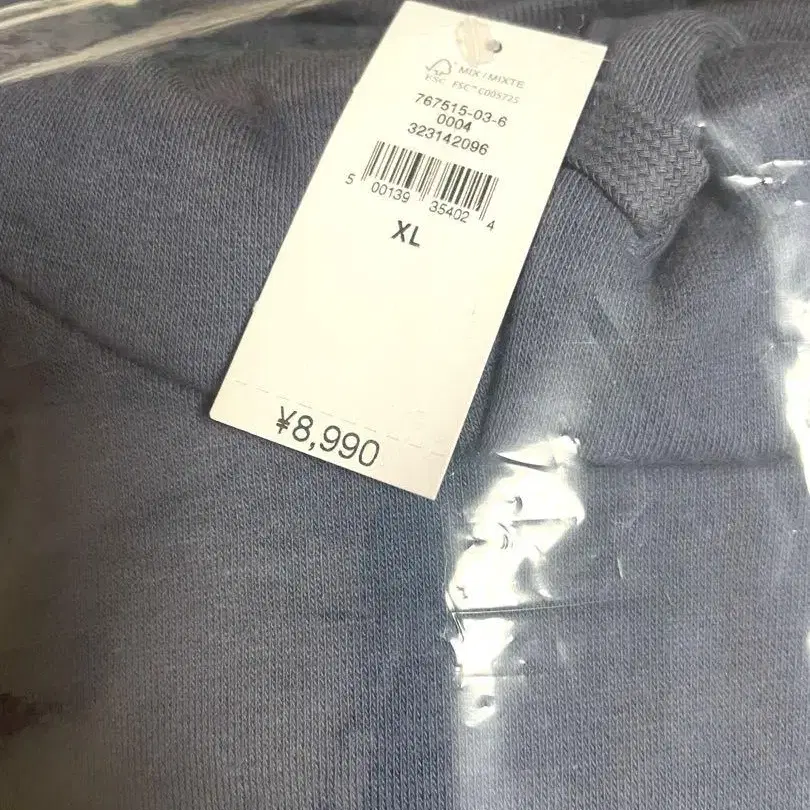 MIX / MIXTE
FSC FSC™ C005725
767515-03-6
0004
323142096
5 00139 35402 4
XL
¥8,990